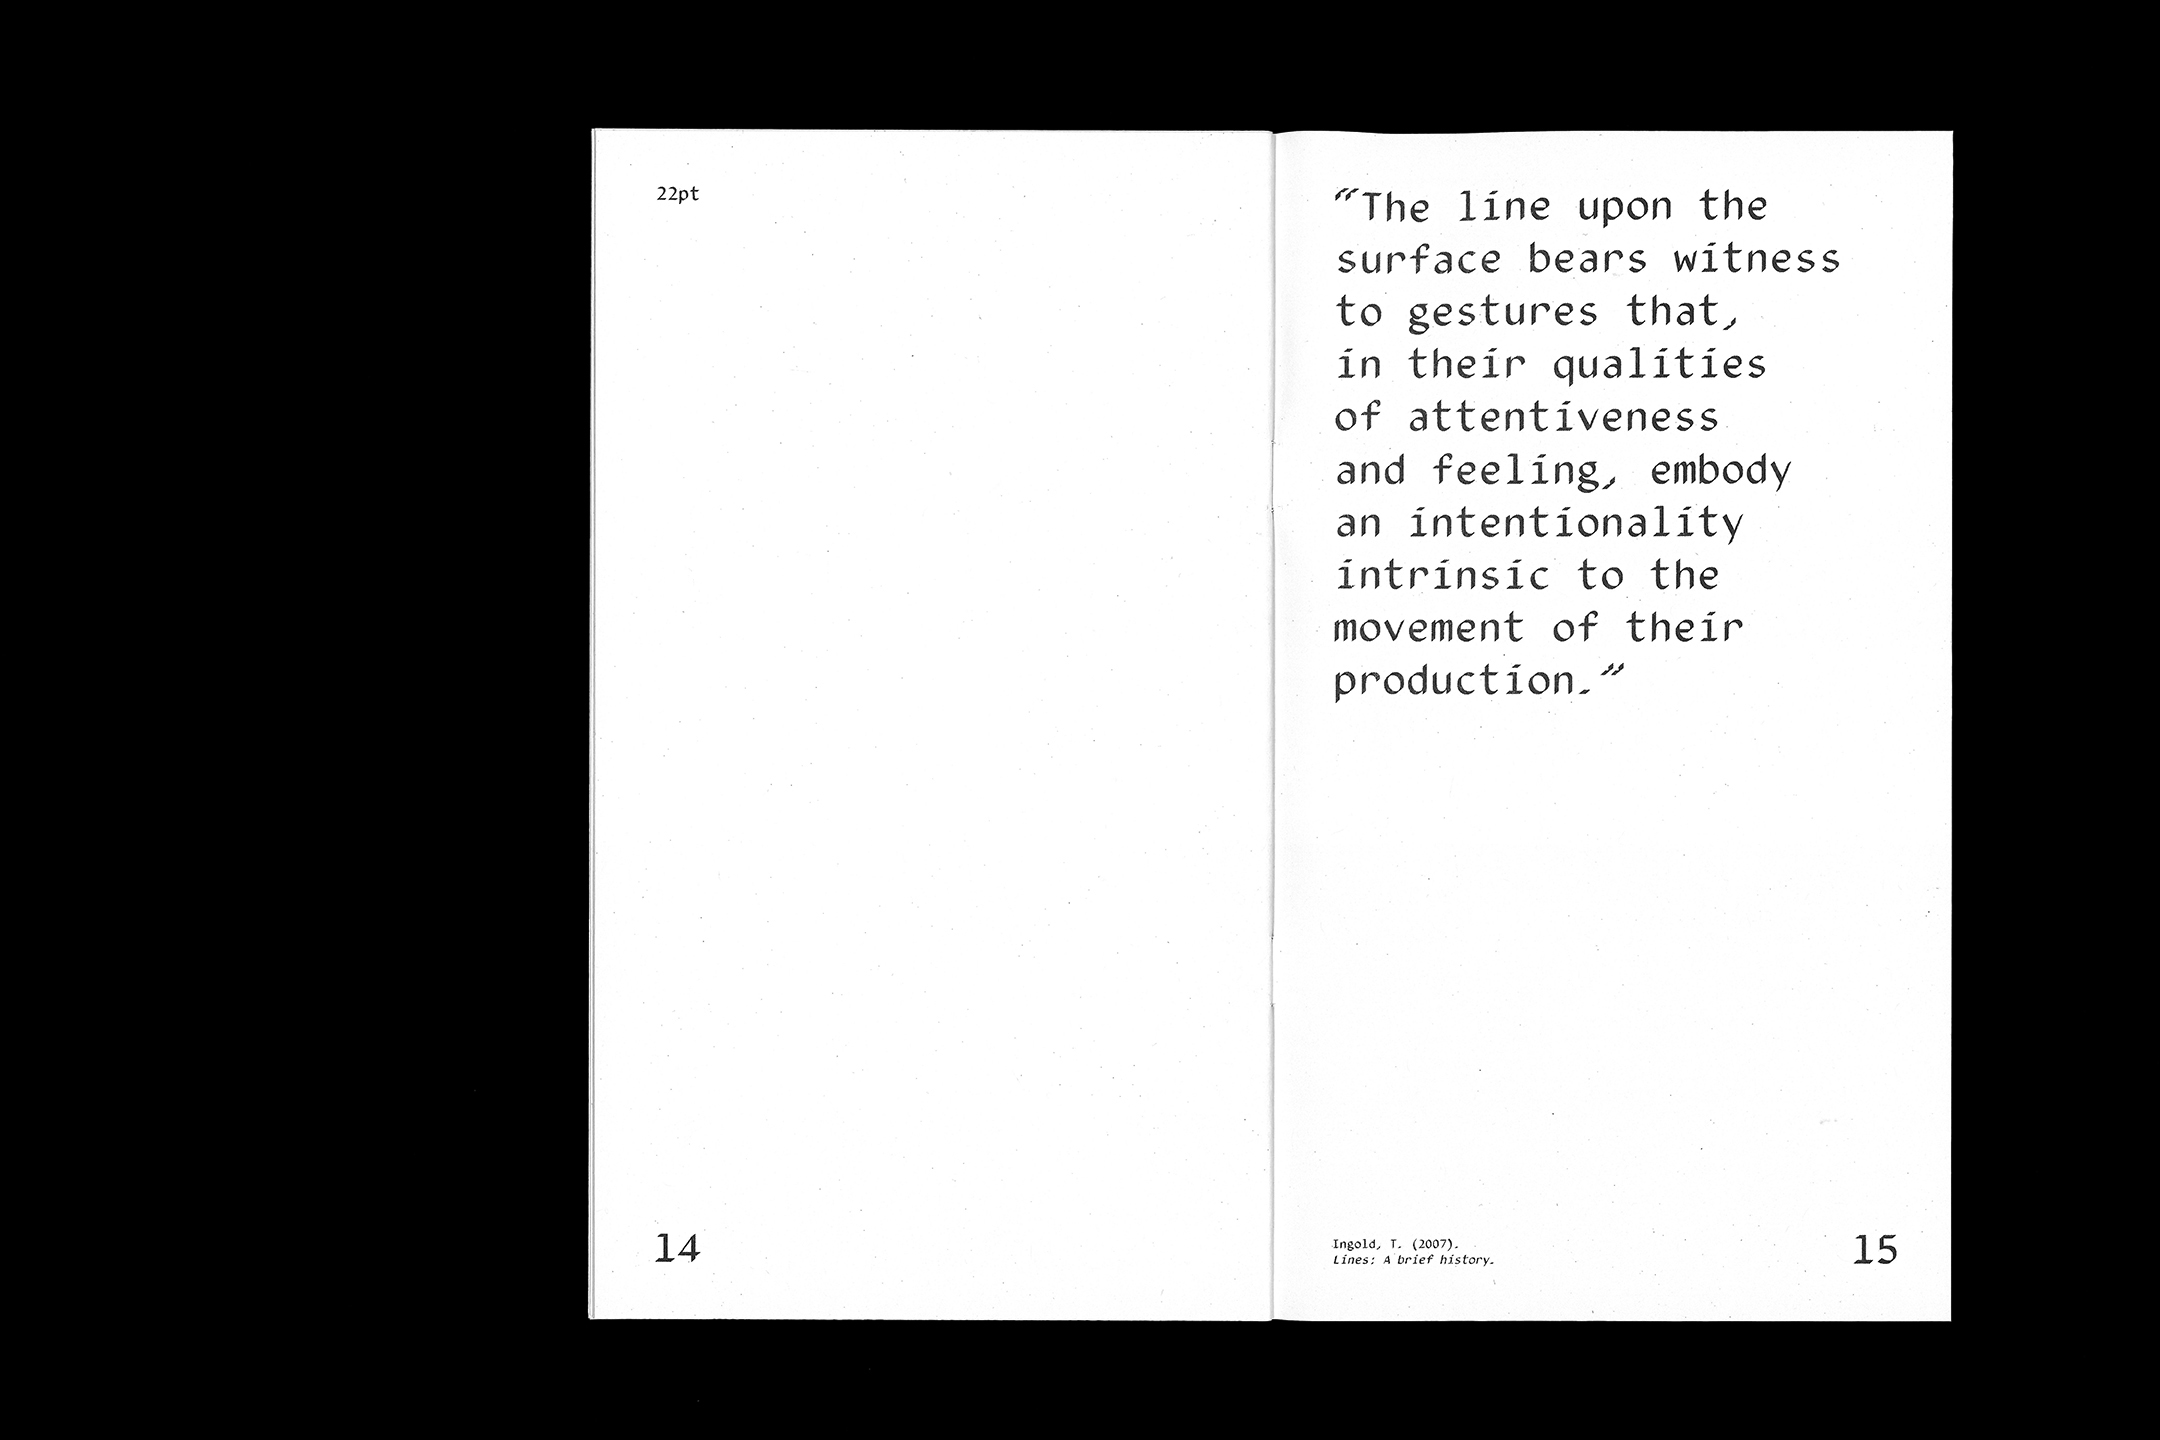 22pt
14
“The line upon the
surface bears witness
to gestures that,
in their qualities
of attentiveness
and feeling, embody
an intentionality
intrinsic to the
movement of their
production.”
Ingold, T. (2007).
Lines: A brief history.
15